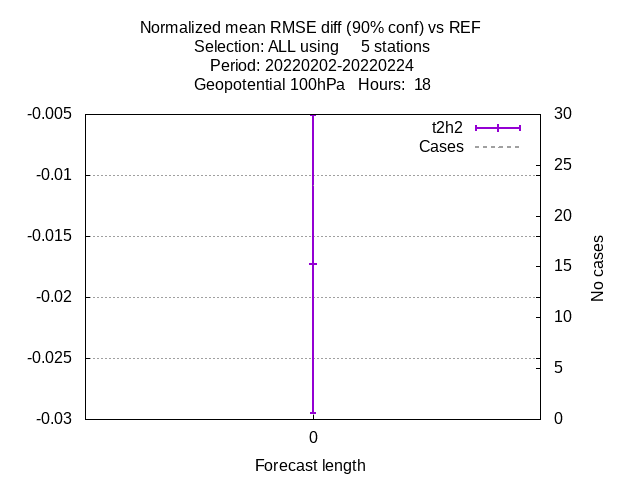 Normalized mean RMSE diff (90% conf) vs REF
Selection: ALL using     5 stations
Period: 20220202-20220224
Geopotential 100hPa   Hours:  18
t2h2
Cases
-0.005
-0.01
-0.015
-0.02
-0.025
-0.03
30
25
20
15
10
5
0
No cases
0
Forecast length